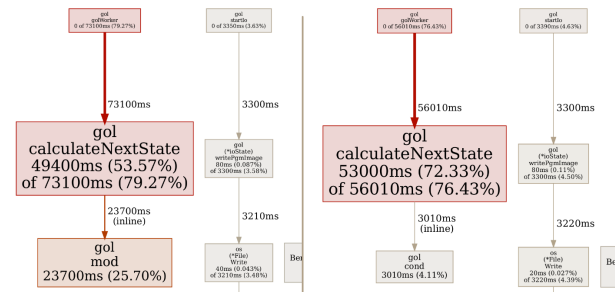 gol
golWorker
0 of 73100ms (79.27%)
gol
startIo
0 of 3350ms (3.63%)
73100ms
3300ms
gol
calculateNextState
49400ms (53.57%)
of 73100ms (79.27%)
gol
(*ioState)
writePgmImage
80ms (0.087%)
of 3300ms (3.58%)
23700ms
(inline)
3210ms
gol
mod
23700ms (25.70%)
os
(*File)
Write
40ms (0.043%)
of 3210ms (3.48%)
gol
golWorker
0 of 56010ms (76.43%)
gol
startIo
0 of 3390ms (4.63%)
56010ms
3300ms
gol
calculateNextState
53000ms (72.33%)
of 56010ms (76.43%)
gol
(*ioState)
writePgmImage
80ms (0.11%)
of 3300ms (4.50%)
3010ms
(inline)
3220ms
gol
cond
3010ms (4.11%)
os
(*File)
Write
20ms (0.027%)
of 3220ms (4.39%)